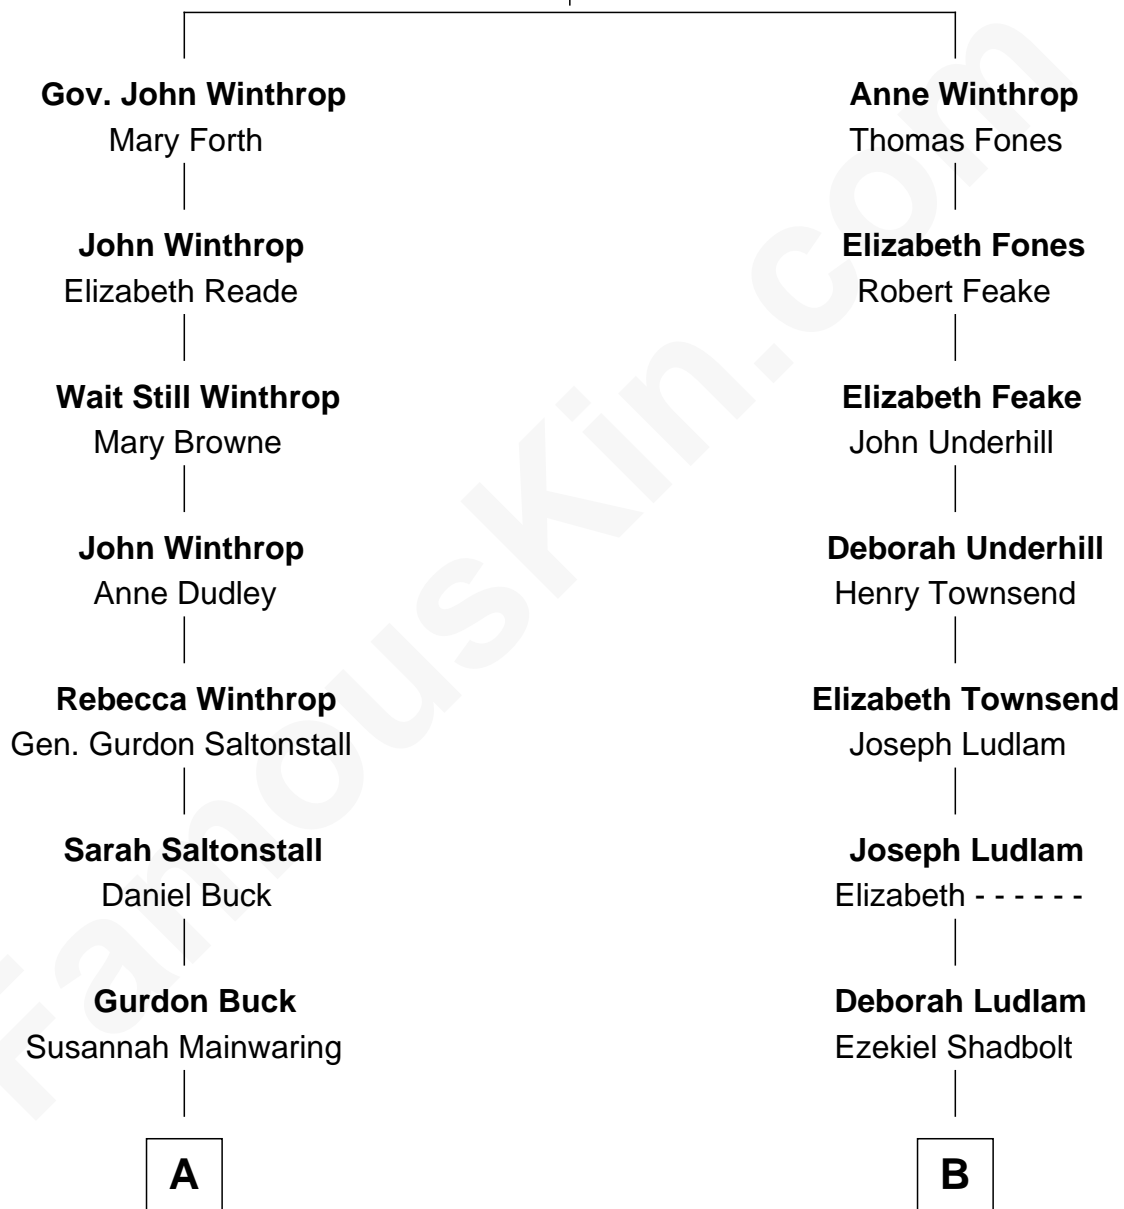 Gov. John Winthrop
Mary Forth
John Winthrop
Elizabeth Reade
Wait Still Winthrop
Mary Browne
John Winthrop
Anne Dudley
Rebecca Winthrop
Gen. Gurdon Saltonstall
Sarah Saltonstall
Daniel Buck
Gurdon Buck
Susannah Mainwaring
A
Anne Winthrop
Thomas Fones
Elizabeth Fones
Robert Feake
Elizabeth Feake
John Underhill
Deborah Underhill
Henry Townsend
Elizabeth Townsend
Joseph Ludlam
Joseph Ludlam
Elizabeth - - - - - -
Deborah Ludlam
Ezekiel Shadbolt
B
FamousKin.com